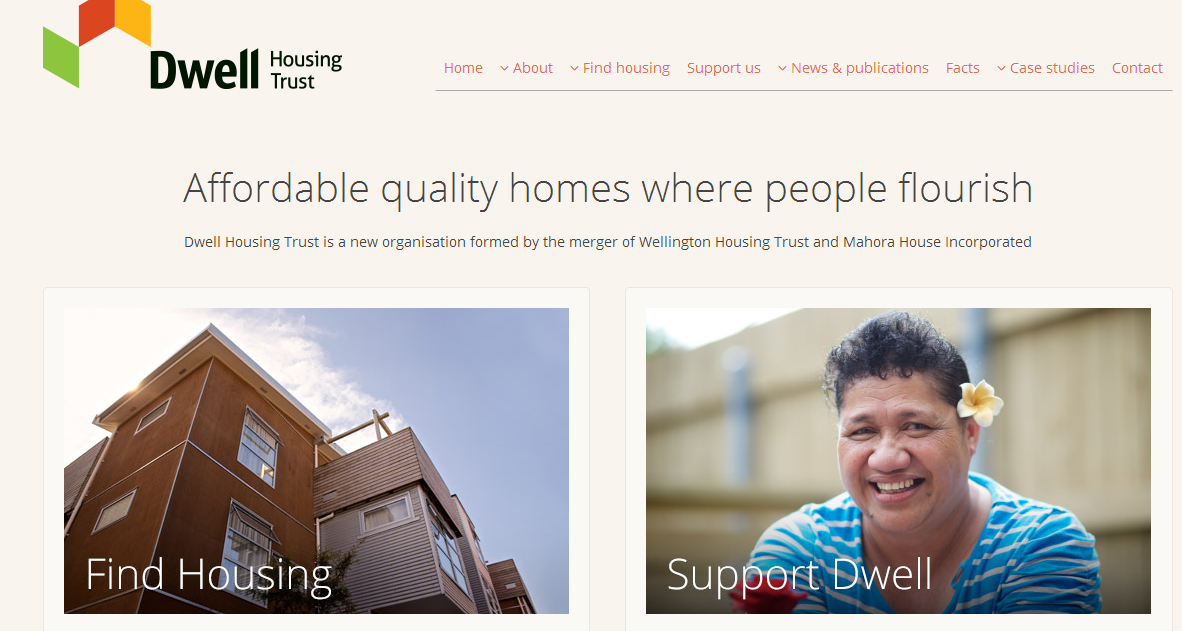 Dwell Housing
Trust
Home About Find housing Support us News & publications Facts Case studies Contact
Affordable quality homes where people flourish
Dwell Housing Trust is a new organisation formed by the merger of Wellington Housing Trust and Mahora House Incorporated
Find Housing
Support Dwell